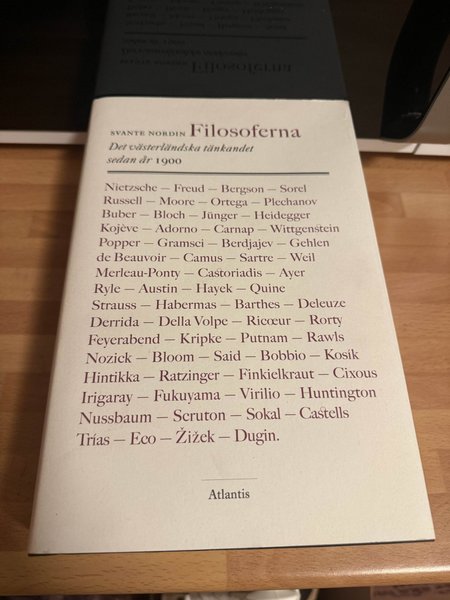 SVANTE NORDIN Filosoferna
Det västerländska tänkandet
sedan år 1900
Nietzsche — Freud — Bergson — Sorel
Russell — Moore — Ortega — Plechanov
Buber — Bloch — Jünger — Heidegger
Kojève — Adorno — Carnap — Wittgenstein
Popper — Gramsci — Berdjajev — Gehlen
de Beauvoir — Camus — Sartre — Weil
Merleau-Ponty — Castoriadis — Ayer
Ryle — Austin — Hayek — Quine
Strauss — Habermas — Barthes — Deleuze
Derrida — Della Volpe — Ricœur — Rorty
Feyerabend — Kripke — Putnam — Rawls
Nozick — Bloom — Said — Bobbio — Kosík
Hintikka — Ratzinger — Finkielkraut — Cixous
Irigaray — Fukuyama — Virilio — Huntington
Nussbaum — Scruton — Sokal — Castells
Trías — Eco — Žižek — Dugin.
Atlantis